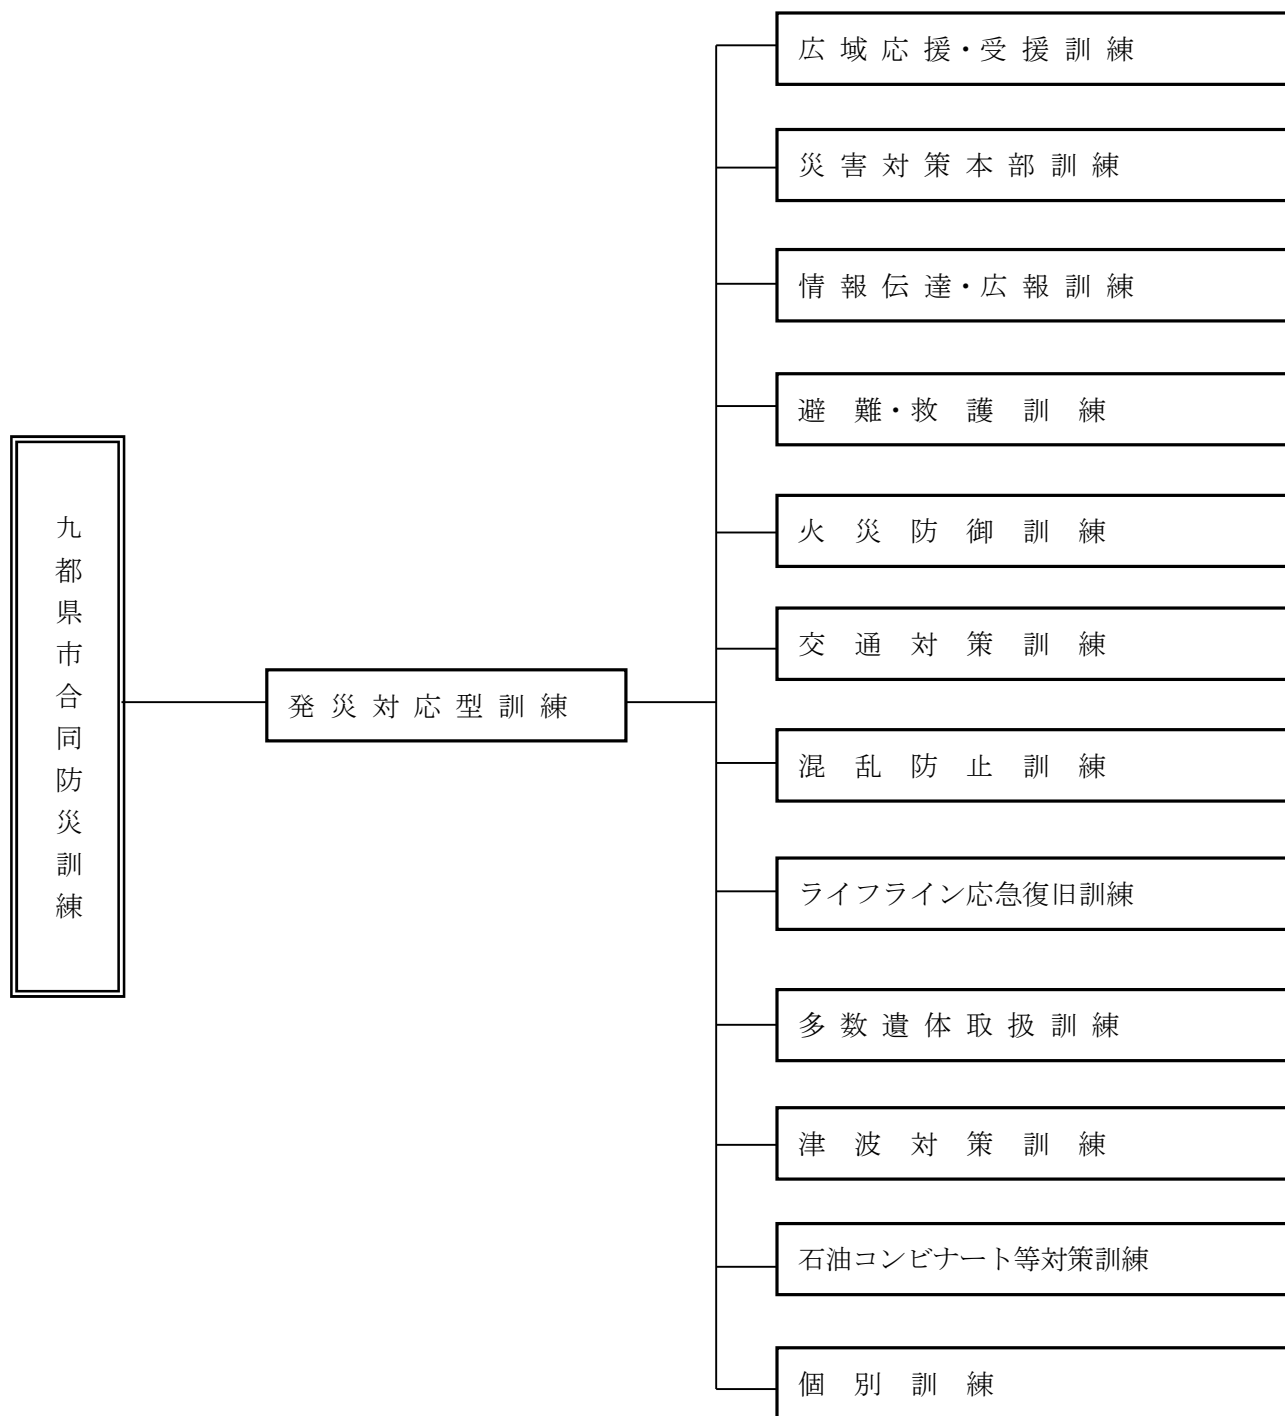 九都県市合同防災訓練
発災対応型訓練
広域応援・受援訓練
災害対策本部訓練
情報伝達・広報訓練
避難・救護訓練
火災防御訓練
交通対策訓練
混乱防止訓練
ライフライン応急復旧訓練
多数遺体取扱訓練
津波対策訓練
石油コンビナート等対策訓練
個別訓練